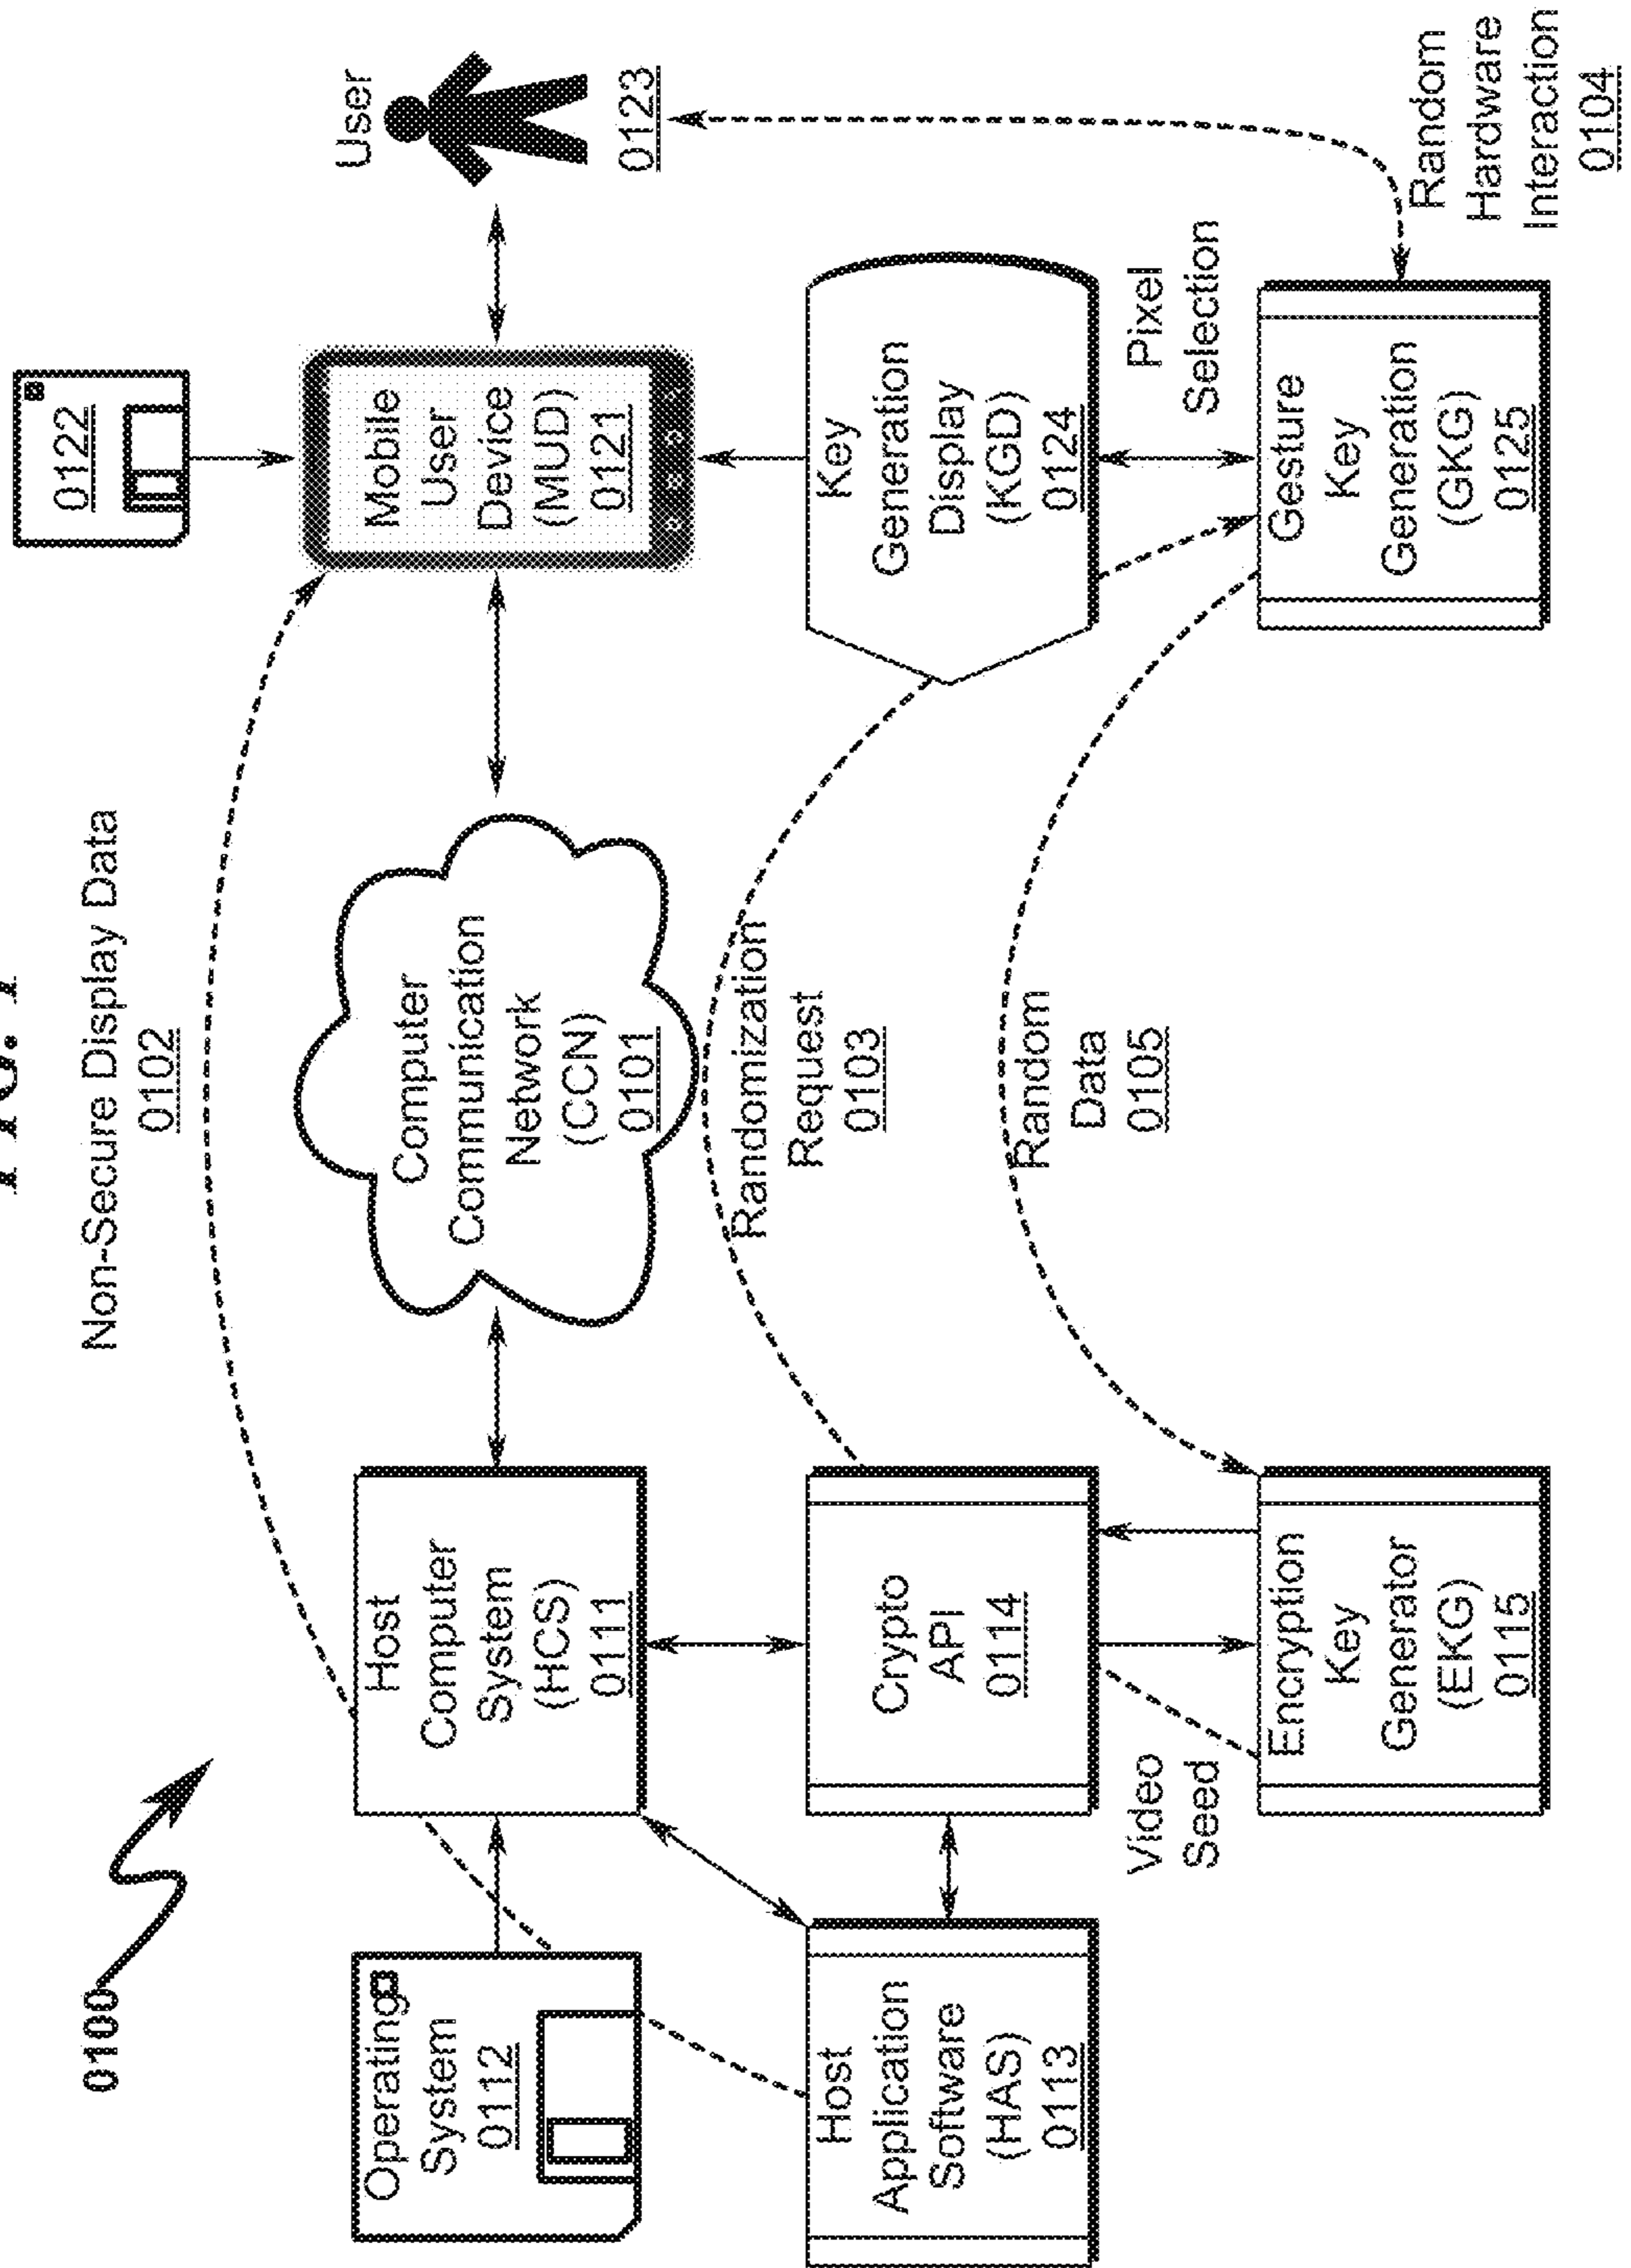 FIG. 1
0100
Non-Secure Display Data
0102
0122
User
0123
Operating
System
0112
Host
Computer
System
(HCS)
0111
Computer
Communication
Network
(CCN)
0101
Mobile
User
Device
(MUD)
0121
Host
Application
Software
(HAS)
0113
Crypto
API
0114
Randomization
Request
0103
Key
Generation
Display
(KGD)
0124
Video
Seed
Random
Data
0105
Pixel
Selection
Encryption
Key
Generator
(EKG)
0115
Gesture
Key
Generation
(GKG)
0125
Random
Hardware
Interaction
0104